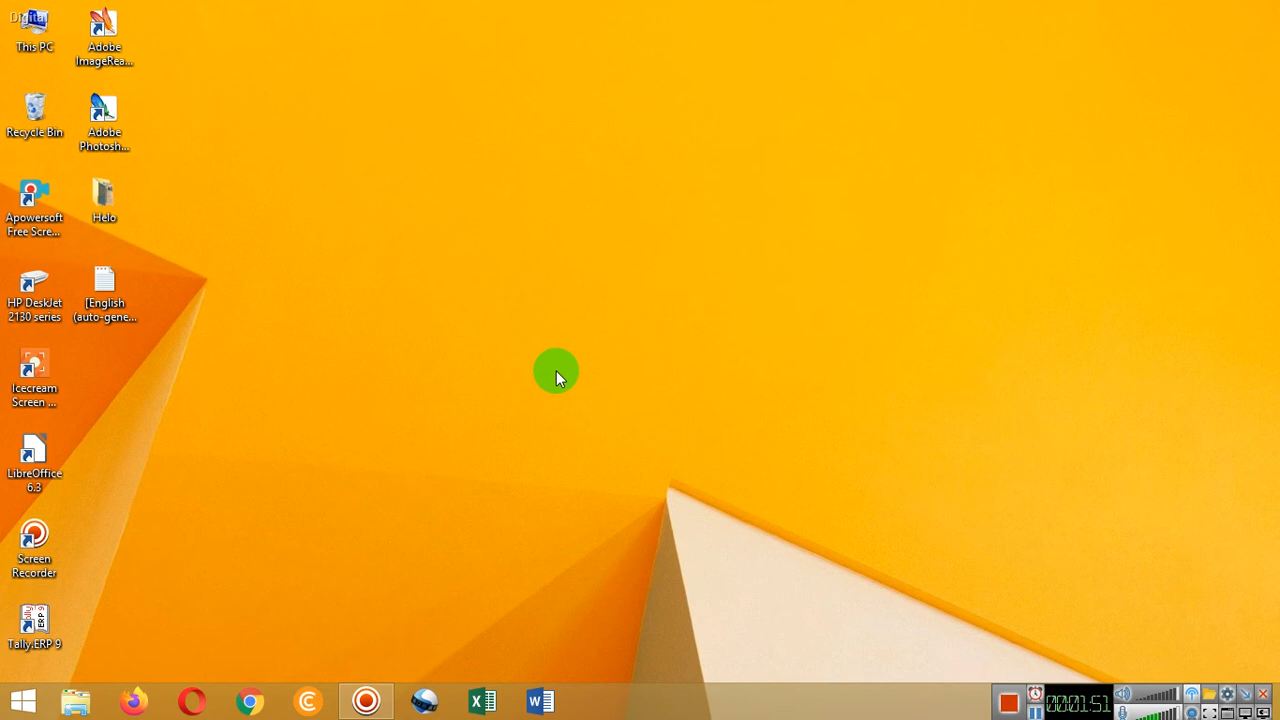 Digital
This PC
Adobe
ImageRea...
Recycle Bin
Adobe
Photosh...
Apowersoft
Free Scre...
Helo
HP DeskJet
2130 series
[English
(auto-gene...
Icecream
Screen ...
LibreOffice
6.3
Screen
Recorder
Tally.ERP 9
00:01:51